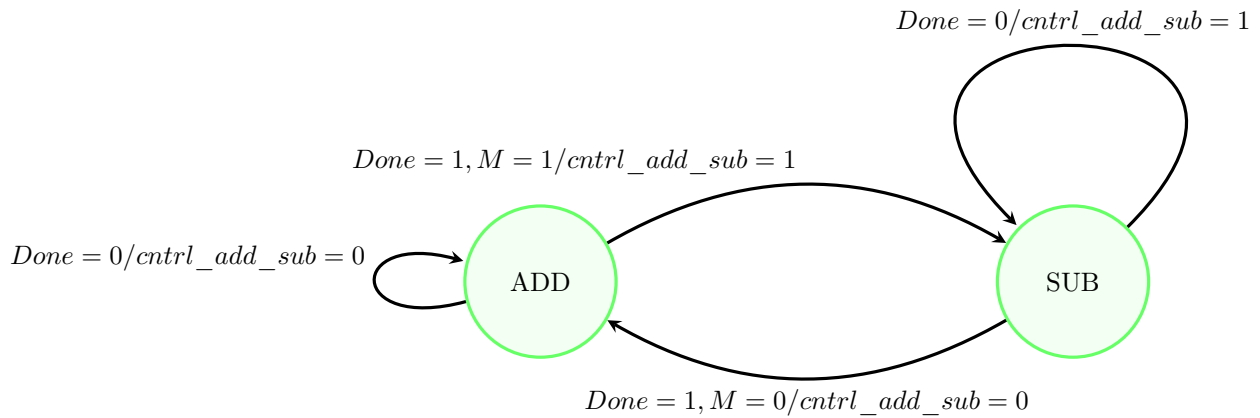 Done = 0/cntrl_add_sub = 1
Done = 1, M = 1/cntrl_add_sub = 1
Done = 0/cntrl_add_sub = 0
ADD
SUB
Done = 1, M = 0/cntrl_add_sub = 0